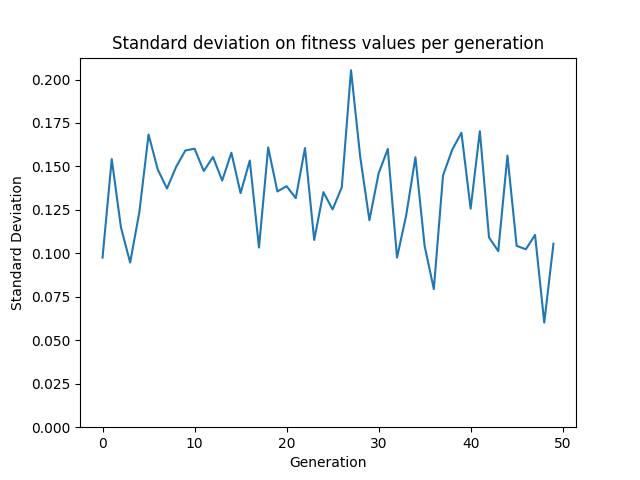 Standard deviation on fitness values per generation
0.200
0.175
0.150
0.125
0.100
0.075
0.050
0.025
0.000
Standard Deviation
0 10 20 30 40 50
Generation